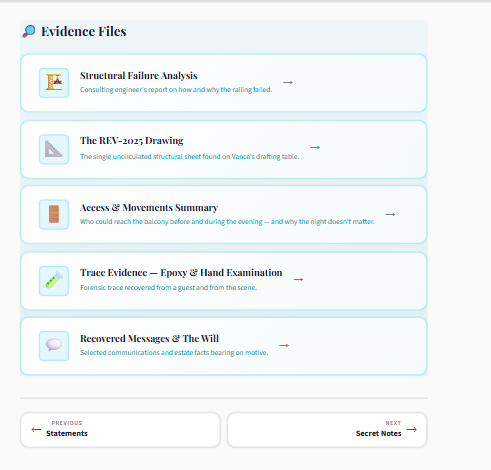 Evidence Files
Structural Failure Analysis
Consulting engineer's report on how and why the railing failed.
The REV-2025 Drawing
The single uncirculated structural sheet found on Vance's drafting table.
Access & Movements Summary
Who could reach the balcony before and during the evening — and why the night doesn't matter.
Trace Evidence — Epoxy & Hand Examination
Forensic trace recovered from a guest and from the scene.
Recovered Messages & The Will
Selected communications and estate facts bearing on motive.
PREVIOUS
Statements
NEXT
Secret Notes